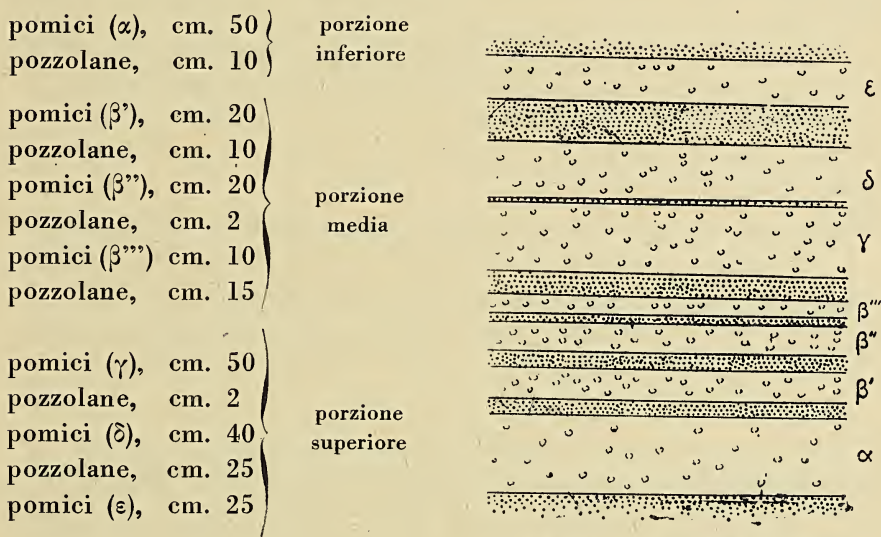 pomici (α), cm. 50
pozzolane, cm. 10
porzione
inferiore
pomici (β’), cm. 20
pozzolane, cm. 10
pomici (β’’), cm. 20
pozzolane, cm. 2
pomici (β’’’) cm. 10
pozzolane, cm. 15
porzione
media
pomici (γ), cm. 50
pozzolane, cm. 2
pomici (δ), cm. 40
pozzolane, cm. 25
pomici (ε), cm. 25
porzione
superiore
ε
δ
γ
β'''
β''
β'
α